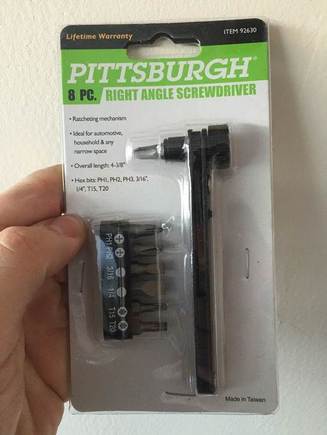 Lifetime Warranty
ITEM 92630
PITTSBURGH®
8 PC. RIGHT ANGLE SCREWDRIVER
• Ratcheting mechanism
• Ideal for automotive,
household & any
narrow space
• Overall length: 4-3/8"
• Hex bits: PH1, PH2, PH3, 3/16",
1/4", T15, T20
PH1 PH2 3/16 1/4 T15 T20
Made in Taiwan